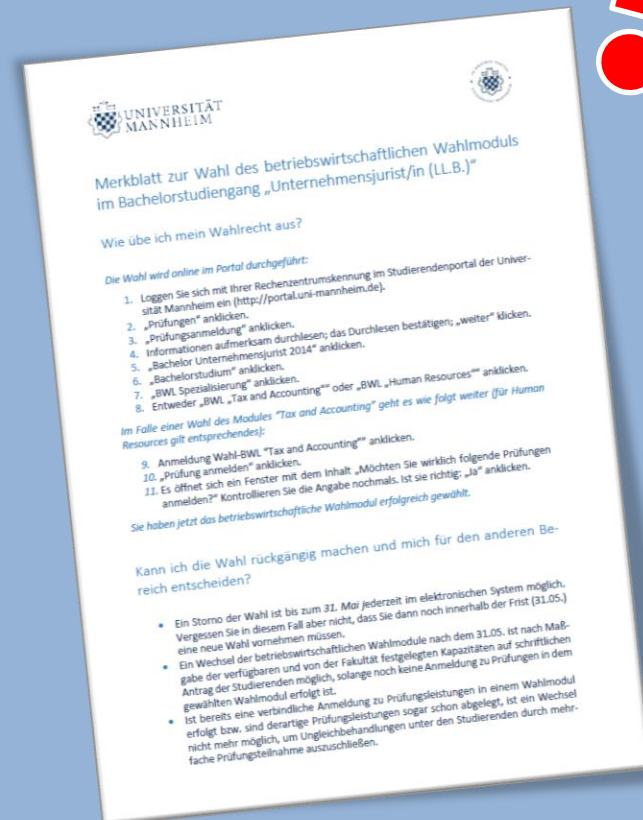 UNIVERSITÄT
MANNHEIM
Merkblatt zur Wahl des betriebswirtschaftlichen Wahlmoduls
im Bachelorstudiengang „Unternehmensjurist/in (LL.B.)“
Wie übe ich mein Wahlrecht aus?
Die Wahl wird online im Portal durchgeführt:
1. Loggen Sie sich mit Ihrer Rechenzentrumskennung im Studierendenportal der Univer-
sität Mannheim ein (http://portal.uni-mannheim.de).
2. „Prüfungen“ anklicken.
3. „Prüfungsanmeldung“ anklicken.
4. Informationen aufmerksam durchlesen; das Durchlesen bestätigen; „weiter“ klicken.
5. „Bachelor Unternehmensjurist 2014“ anklicken.
6. „Bachelorstudium“ anklicken.
7. „BWL Spezialisierung“ anklicken.
8. Entweder „BWL „Tax and Accounting““ oder „BWL „Human Resources““ anklicken.
Im Falle einer Wahl des Modules "Tax and Accounting" geht es wie folgt weiter (für Human
Resources gilt entsprechendes):
9. Anmeldung Wahl-BWL "Tax and Accounting"" anklicken.
10. „Prüfung anmelden“ anklicken.
11. Es öffnet sich ein Fenster mit dem Inhalt „Möchten Sie wirklich folgende Prüfungen
anmelden?“ Kontrollieren Sie die Angabe nochmals. Ist sie richtig: „Ja“ anklicken.
Sie haben jetzt das betriebswirtschaftliche Wahlmodul erfolgreich gewählt.
Kann ich die Wahl rückgängig machen und mich für den anderen Be-
reich entscheiden?
• Ein Storno der Wahl ist bis zum 31. Mai jederzeit im elektronischen System möglich.
Vergessen Sie in diesem Fall aber nicht, dass Sie dann noch innerhalb der Frist (31.05.)
eine neue Wahl vornehmen müssen.
• Ein Wechsel der betriebswirtschaftlichen Wahlmodule nach dem 31.05. ist nach Maß-
gabe der verfügbaren und von der Fakultät festgelegten Kapazitäten auf schriftlichen
Antrag der Studierenden möglich, solange noch keine Anmeldung zu Prüfungen in dem
gewählten Wahlmodul erfolgt ist.
• Ist bereits eine verbindliche Anmeldung zu Prüfungsleistungen in einem Wahlmodul
erfolgt bzw. sind derartige Prüfungsleistungen sogar schon abgelegt, ist ein Wechsel
nicht mehr möglich, um Ungleichbehandlungen unter den Studierenden durch mehr-
fache Prüfungsteilnahme auszuschließen.